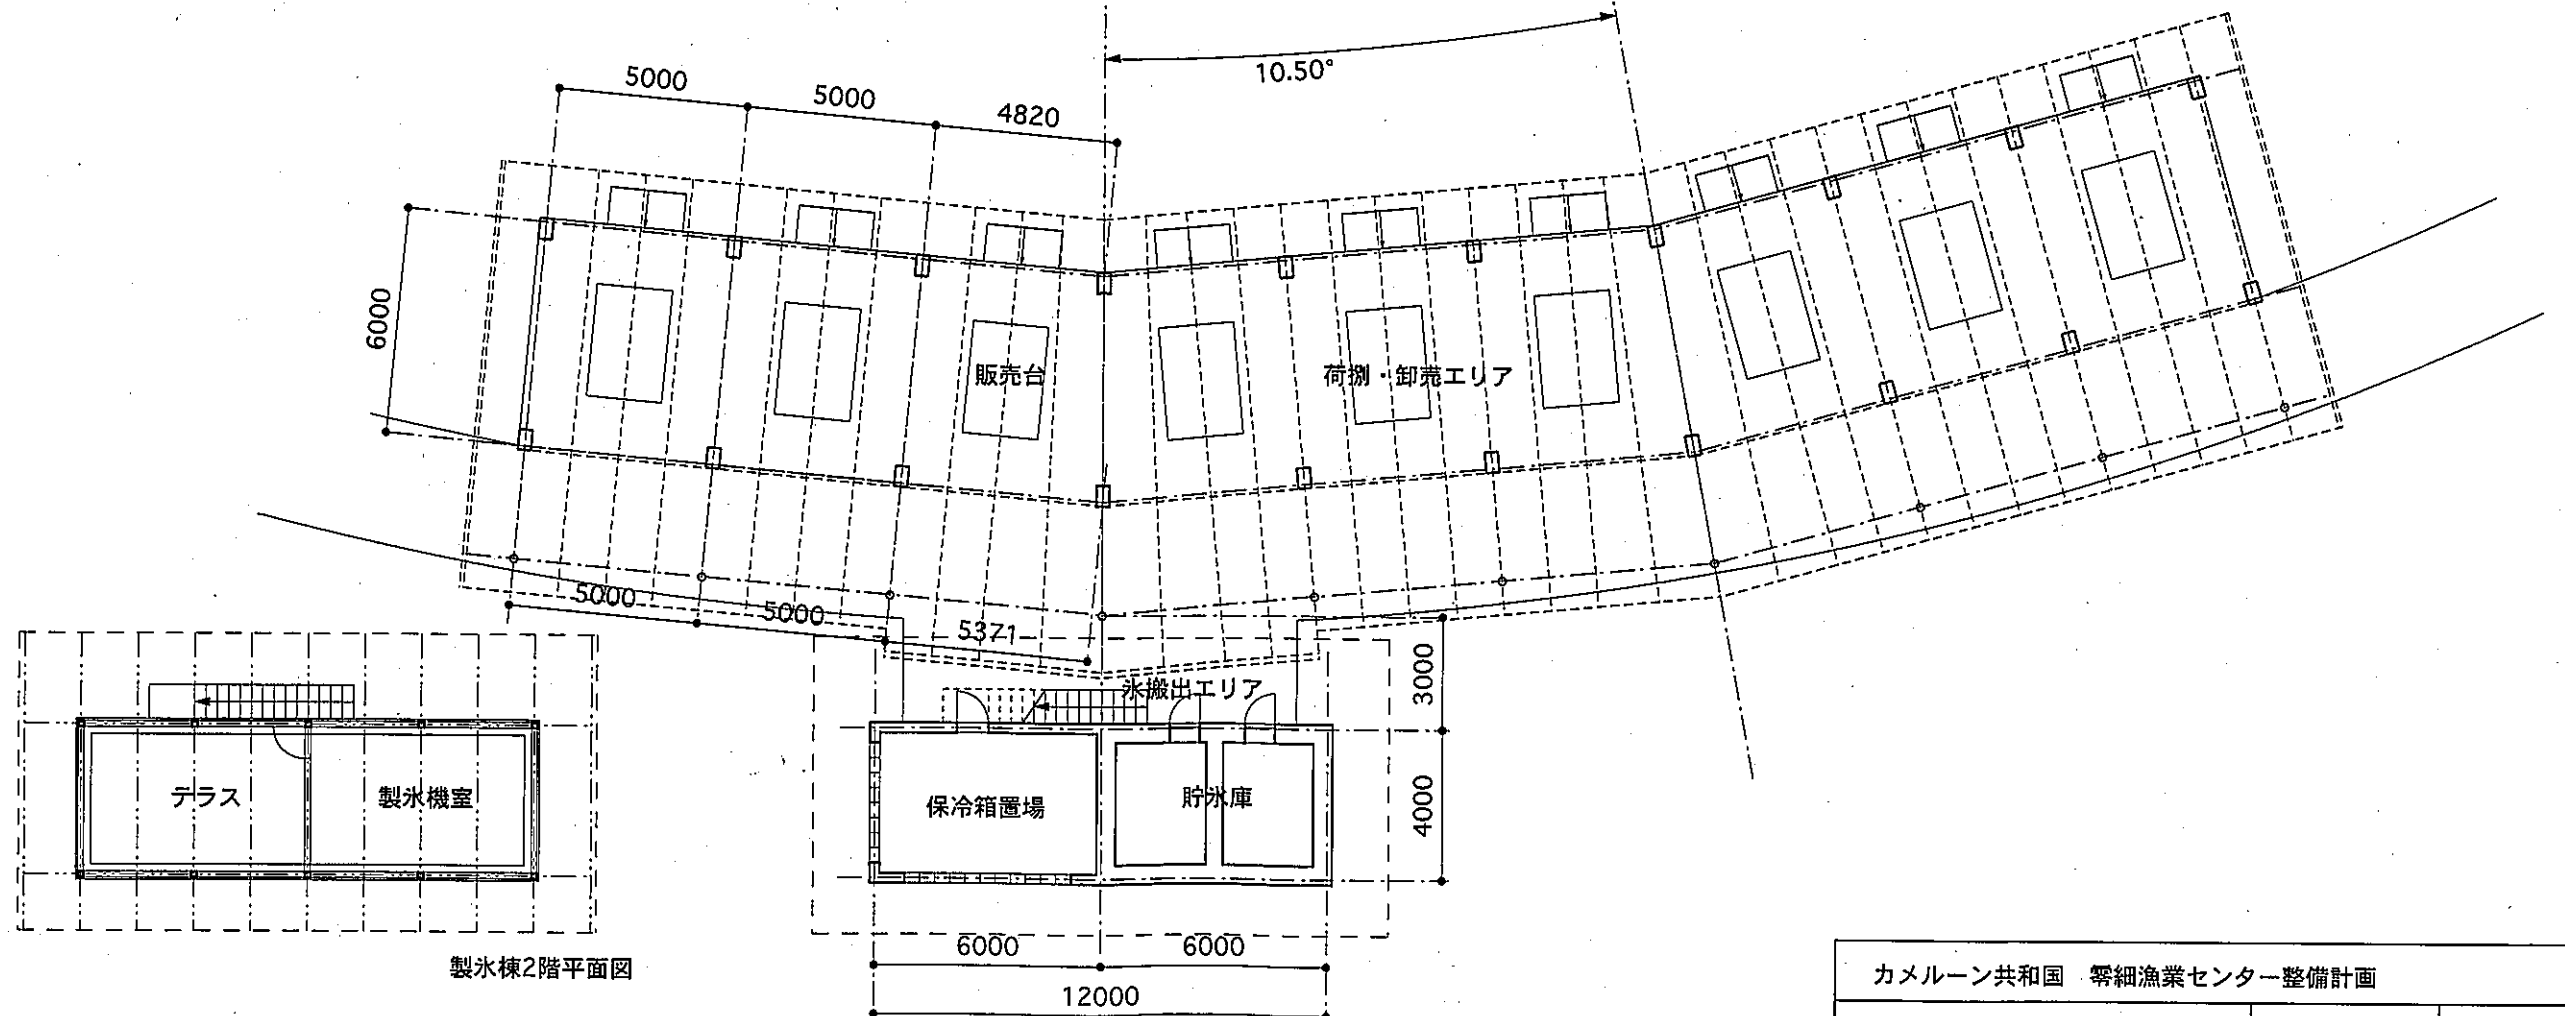 10.50°
5000
5000
4820
6000
販売台
荷捌・卸売エリア
5000
5000
5371
氷搬出エリア
3000
4000
テラス
製氷機室
保冷箱置場
貯氷庫
6000
6000
製氷棟2階平面図
12000
カメルーン共和国 零細漁業センター整備計画